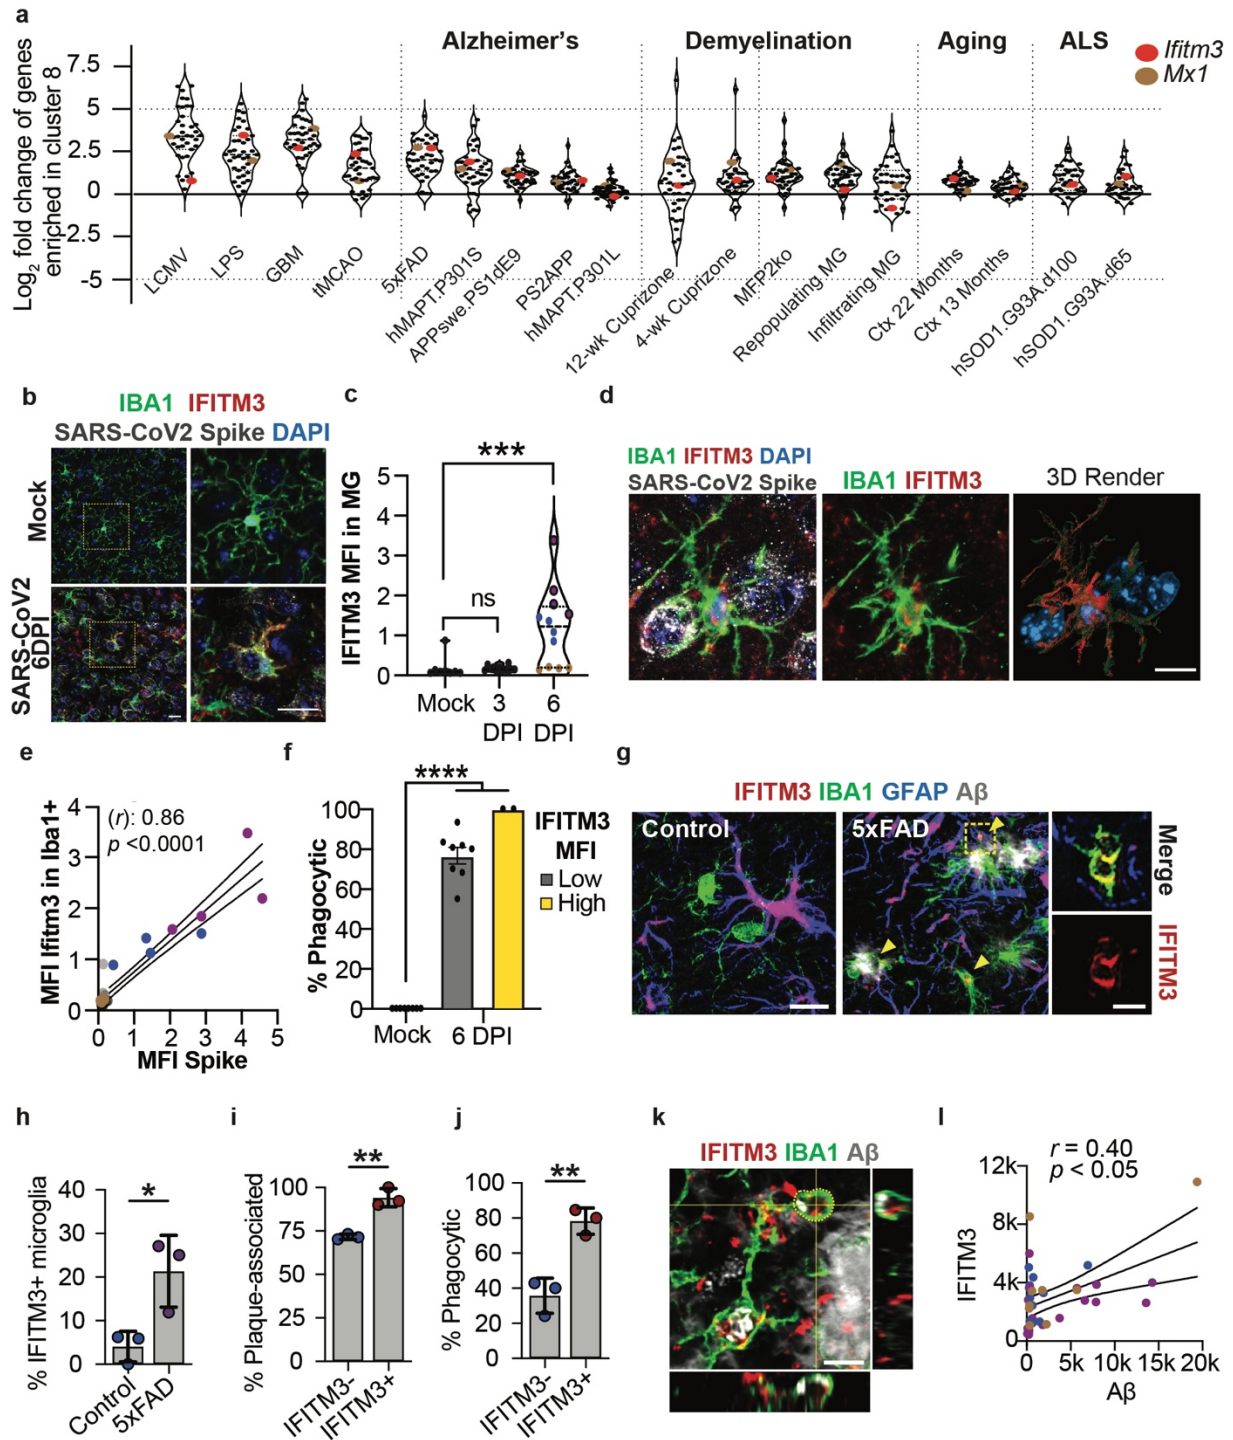 a
Alzheimer's Demyelination Aging ALS
Ifitm3
Mx1
Log2 fold change of genes
enriched in cluster 8
7.5
5
2.5
0
-2.5
-5
LCMV
LPS
GBM
tMCAO
5xFAD
hMAPT.P301S
APPswe.PS1dE9
PS2APP
hMAPT.P301L
12-wk Cuprizone
4-wk Cuprizone
MFP2ko
Repopulating MG
Infiltrating MG
Ctx 22 Months
Ctx 13 Months
hSOD1.G93A.d100
hSOD1.G93A.d65
b
IBA1 IFITM3
SARS-CoV2 Spike DAPI
Mock
SARS-CoV2
6DPI
c
IFITM3 MFI in MG
5
4
3
2
1
0
***
ns
Mock 3 6
DPI DPI
d
IBA1 IFITM3 DAPI
SARS-CoV2 Spike
IBA1 IFITM3
3D Render
e
MFI Ifitm3 in Iba1+
4
3
2
1
0
(r): 0.86
p <0.0001
0 1 2 3 4 5
MFI Spike
f
****
% Phagocytic
100
80
60
40
20
0
Mock 6 DPI
IFITM3
MFI
Low
High
g
IFITM3 IBA1 GFAP Aβ
Control
5xFAD
Merge
IFITM3
h
% IFITM3+ microglia
40
30
20
10
0
*
Control
5xFAD
i
% Plaque-associated
100
75
50
25
0
**
IFITM3-
IFITM3+
j
% Phagocytic
100
80
60
40
20
0
**
IFITM3-
IFITM3+
k
IFITM3 IBA1 Aβ
l
r = 0.40
p < 0.05
IFITM3
12k
8k
4k
0
0 5k 10k 15k 20k
Aβ